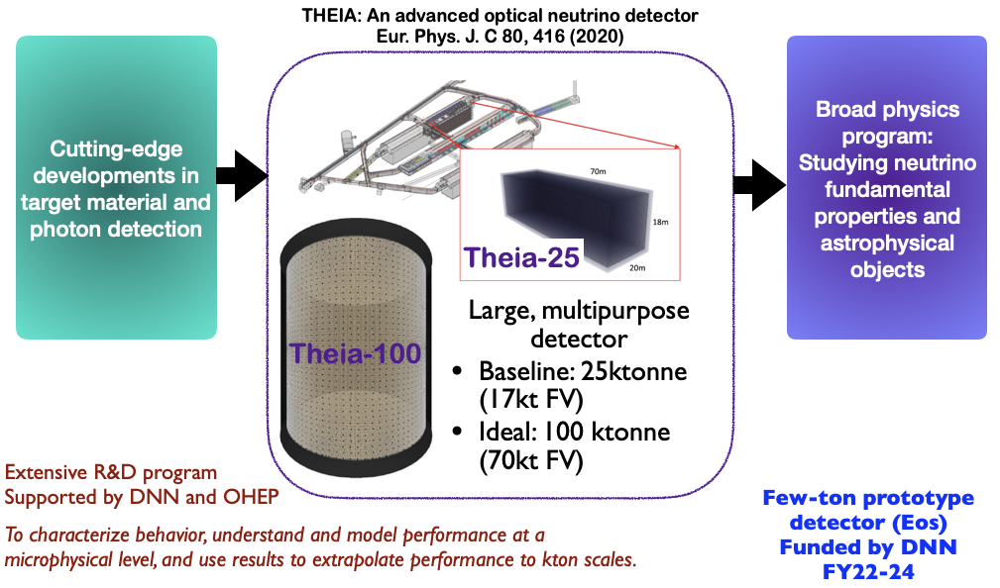 THEIA: An advanced optical neutrino detector
Eur. Phys. J. C 80, 416 (2020)
Cutting-edge
developments in
target material and
photon detection
70m
18m
20m
Theia-25
Theia-100
Large, multipurpose
detector
• Baseline: 25ktonne
(17kt FV)
• Ideal: 100 ktonne
(70kt FV)
Broad physics
program:
Studying neutrino
fundamental
properties and
astrophysical
objects
Extensive R&D program
Supported by DNN and OHEP
To characterize behavior, understand and model performance at a
microphysical level, and use results to extrapolate performance to kton scales.
Few-ton prototype
detector (Eos)
Funded by DNN
FY22-24